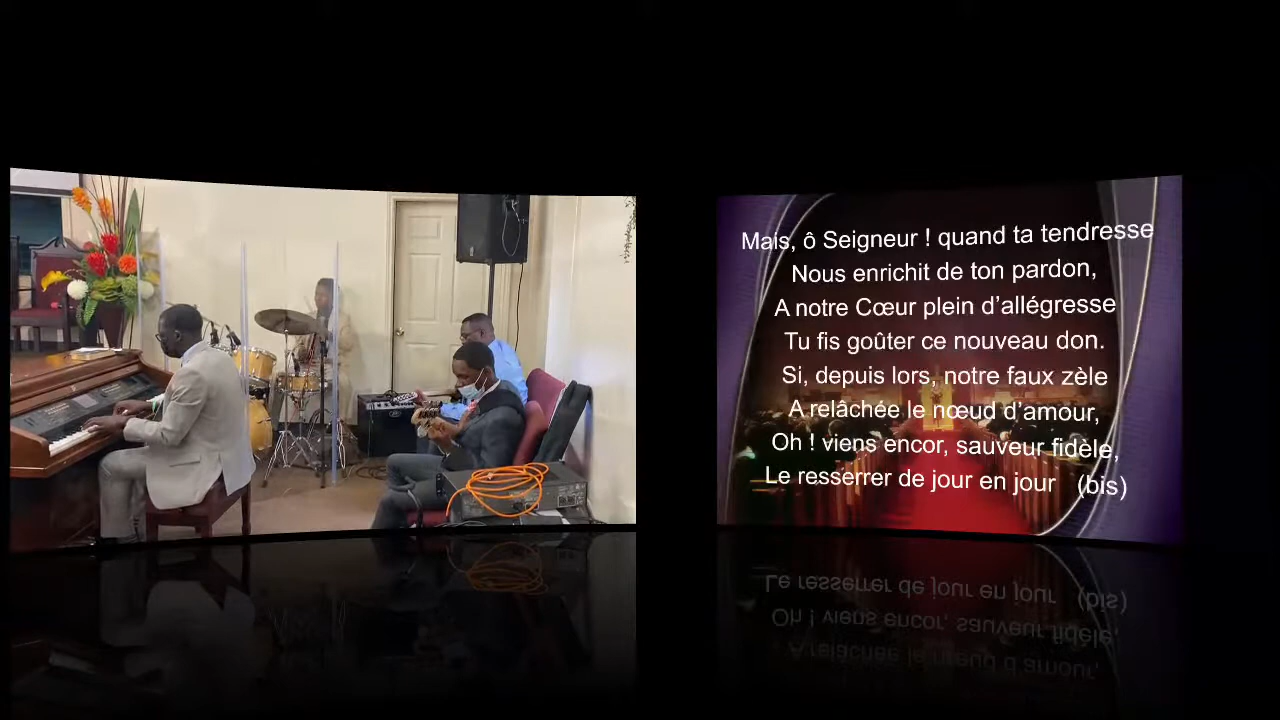 Mais, ô Seigneur ! quand ta tendresse
Nous enrichit de ton pardon,
A notre Cœur plein d’allégresse
Tu fis goûter ce nouveau don.
Si, depuis lors, notre faux zèle
A relâchée le nœud d’amour,
Oh ! viens encor, sauveur fidèle,
Le resserrer de jour en jour (bis)